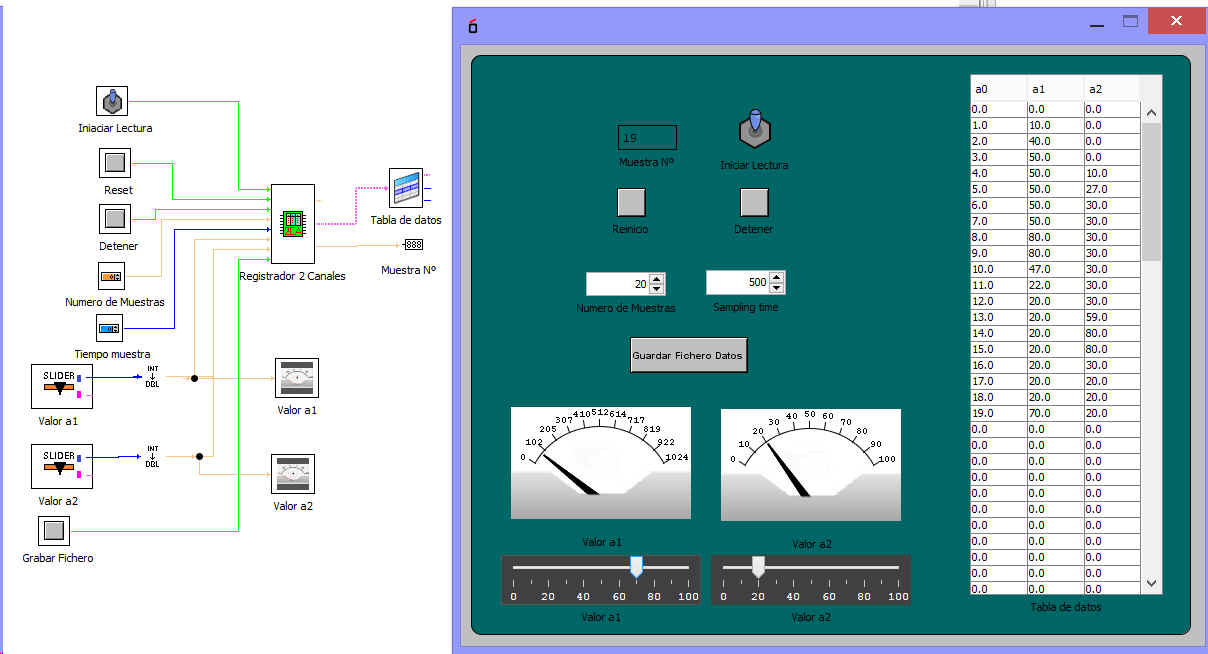 Iniaciar Lectura
Reset
Detener
Numero de Muestras
Tiempo muestra
SLIDER
INT
DBL
Valor a1
SLIDER
INT
DBL
Valor a2
Grabar Fichero
Registrador 2 Canales
Tabla de datos
888
Muestra Nº
Valor a1
Valor a2
19
Muestra Nº
Iniciar Lectura
Reinicio
Detener
20
Numero de Muestras
500
Sampling time
Guardar Fichero Datos
0 102 205 307 410 512 614 717 819 922 1024
Valor a1
0 10 20 30 40 50 60 70 80 90 100
Valor a2
0 20 40 60 80 100
Valor a1
0 20 40 60 80 100
Valor a2
a0 a1 a2
0.0 0.0 0.0
1.0 10.0 0.0
2.0 40.0 0.0
3.0 50.0 0.0
4.0 50.0 10.0
5.0 50.0 27.0
6.0 50.0 30.0
7.0 50.0 30.0
8.0 80.0 30.0
9.0 80.0 30.0
10.0 47.0 30.0
11.0 22.0 30.0
12.0 20.0 30.0
13.0 20.0 59.0
14.0 20.0 80.0
15.0 20.0 80.0
16.0 20.0 30.0
17.0 20.0 20.0
18.0 20.0 20.0
19.0 70.0 20.0
0.0 0.0 0.0
0.0 0.0 0.0
0.0 0.0 0.0
0.0 0.0 0.0
0.0 0.0 0.0
0.0 0.0 0.0
0.0 0.0 0.0
0.0 0.0 0.0
0.0 0.0 0.0
0.0 0.0 0.0
0.0 0.0 0.0
Tabla de datos